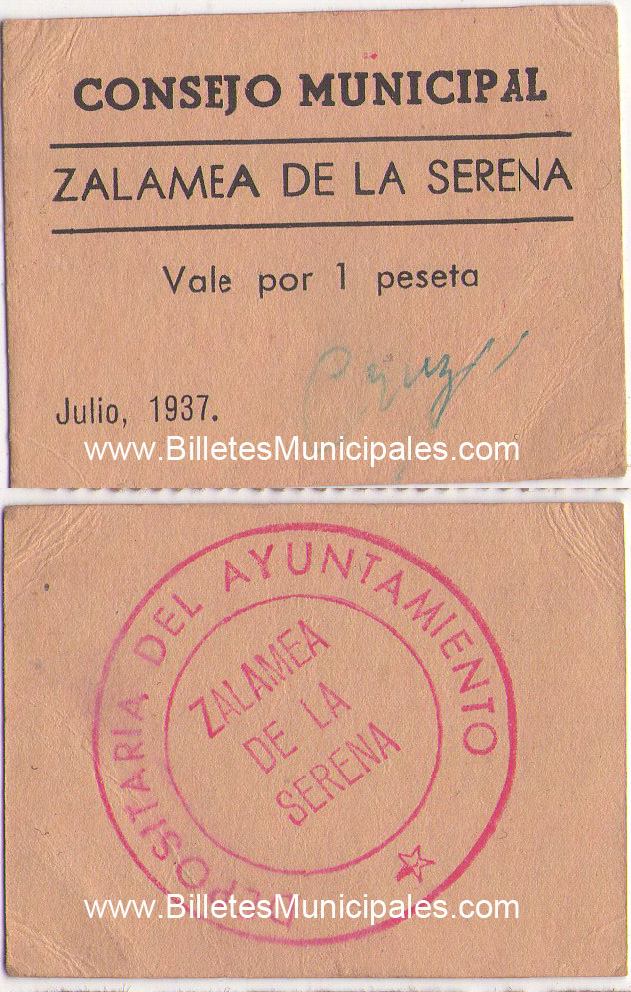 CONSEJO MUNICIPAL
ZALAMEA DE LA SERENA
Vale por 1 peseta
Julio, 1937.
www.BilletesMunicipales.com
DEPOSITARIA DEL AYUNTAMIENTO
ZALAMEA
DE LA
SERENA
www.BilletesMunicipales.com